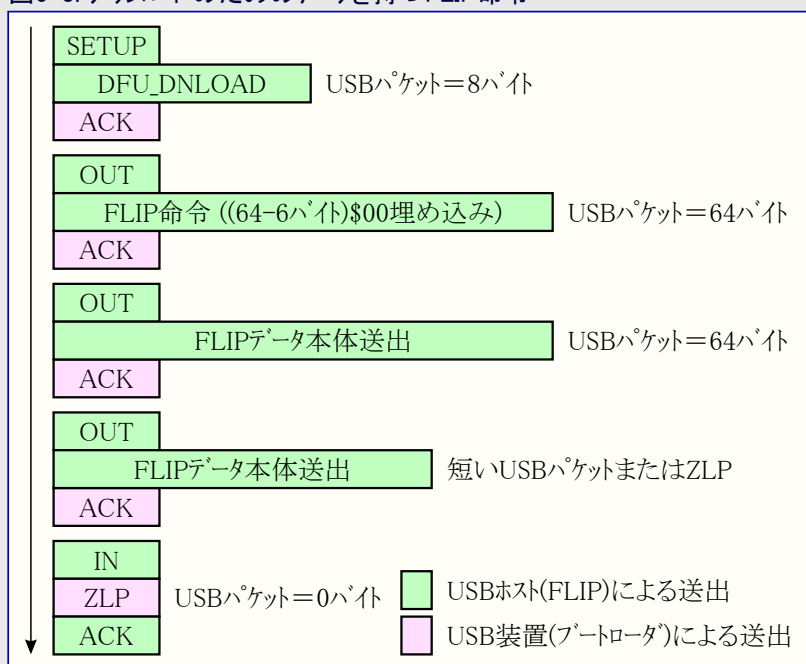 SETUP
DFU_DNLOAD USBパケット=8バイト
ACK
OUT
FLIP命令 ((64-6バイト)$00埋め込み) USBパケット=64バイト
ACK
OUT
FLIPデータ本体送出 USBパケット=64バイト
ACK
OUT
FLIPデータ本体送出 短いUSBパケットまたはZLP
ACK
IN
ZLP USBパケット=0バイト
ACK
USBホスト(FLIP)による送出
USB装置(ブートローダ)による送出